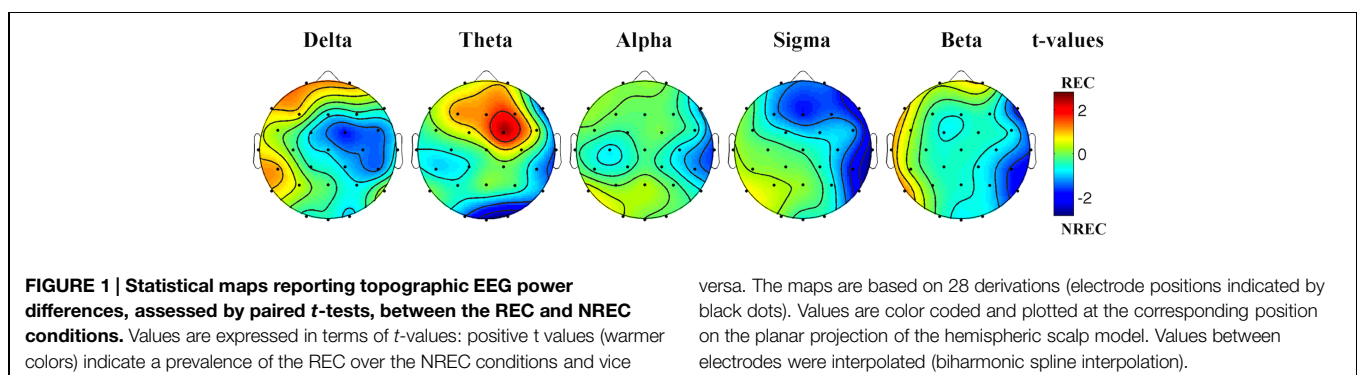 Delta Theta Alpha Sigma Beta t-values
REC
2
0
-2
NREC
FIGURE 1 | Statistical maps reporting topographic EEG power
differences, assessed by paired t-tests, between the REC and NREC
conditions. Values are expressed in terms of t-values: positive t values (warmer
colors) indicate a prevalence of the REC over the NREC conditions and vice
versa. The maps are based on 28 derivations (electrode positions indicated by
black dots). Values are color coded and plotted at the corresponding position
on the planar projection of the hemispheric scalp model. Values between
electrodes were interpolated (biharmonic spline interpolation).